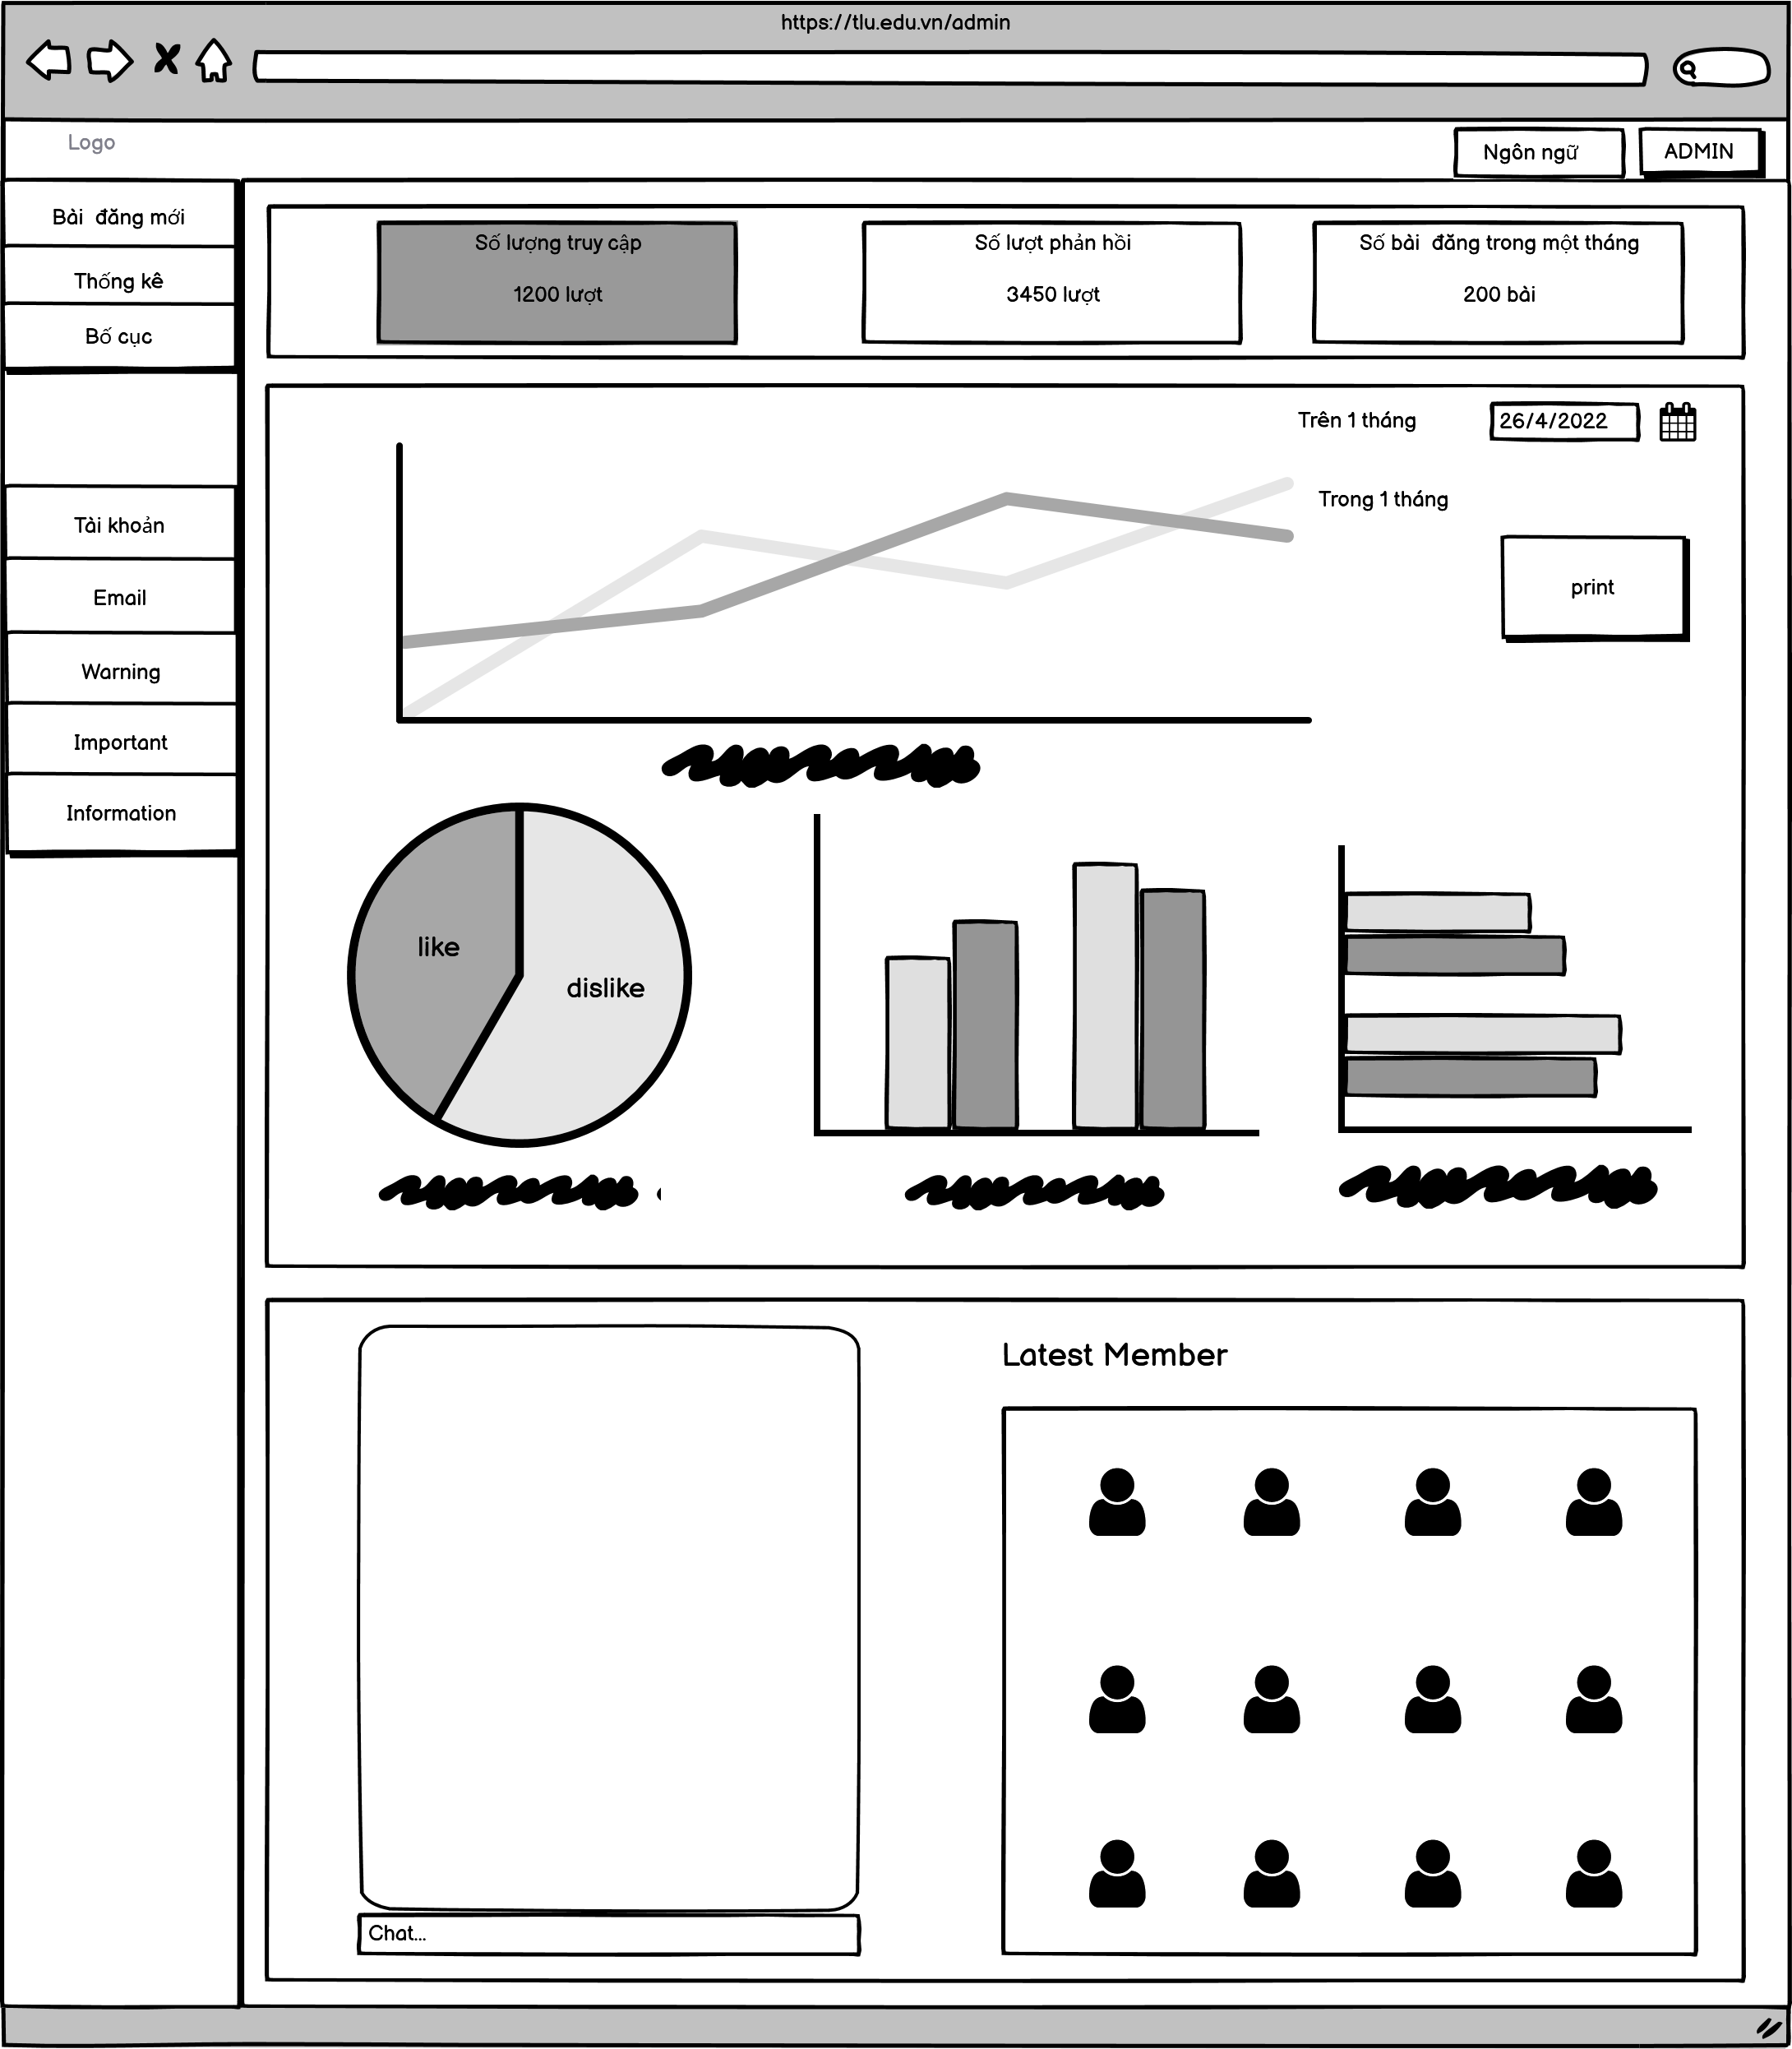 https://tlu.edu.vn/admin
Logo
Ngôn ngữ
ADMIN
Bài đăng mới
Thống kê
Bố cục
Tài khoản
Email
Warning
Important
Information
Số lượng truy cập
1200 lượt
Số lượt phản hồi
3450 lượt
Số bài đăng trong một tháng
200 bài
Trên 1 tháng
26/4/2022
Trong 1 tháng
print
like
dislike
Latest Member
Chat...